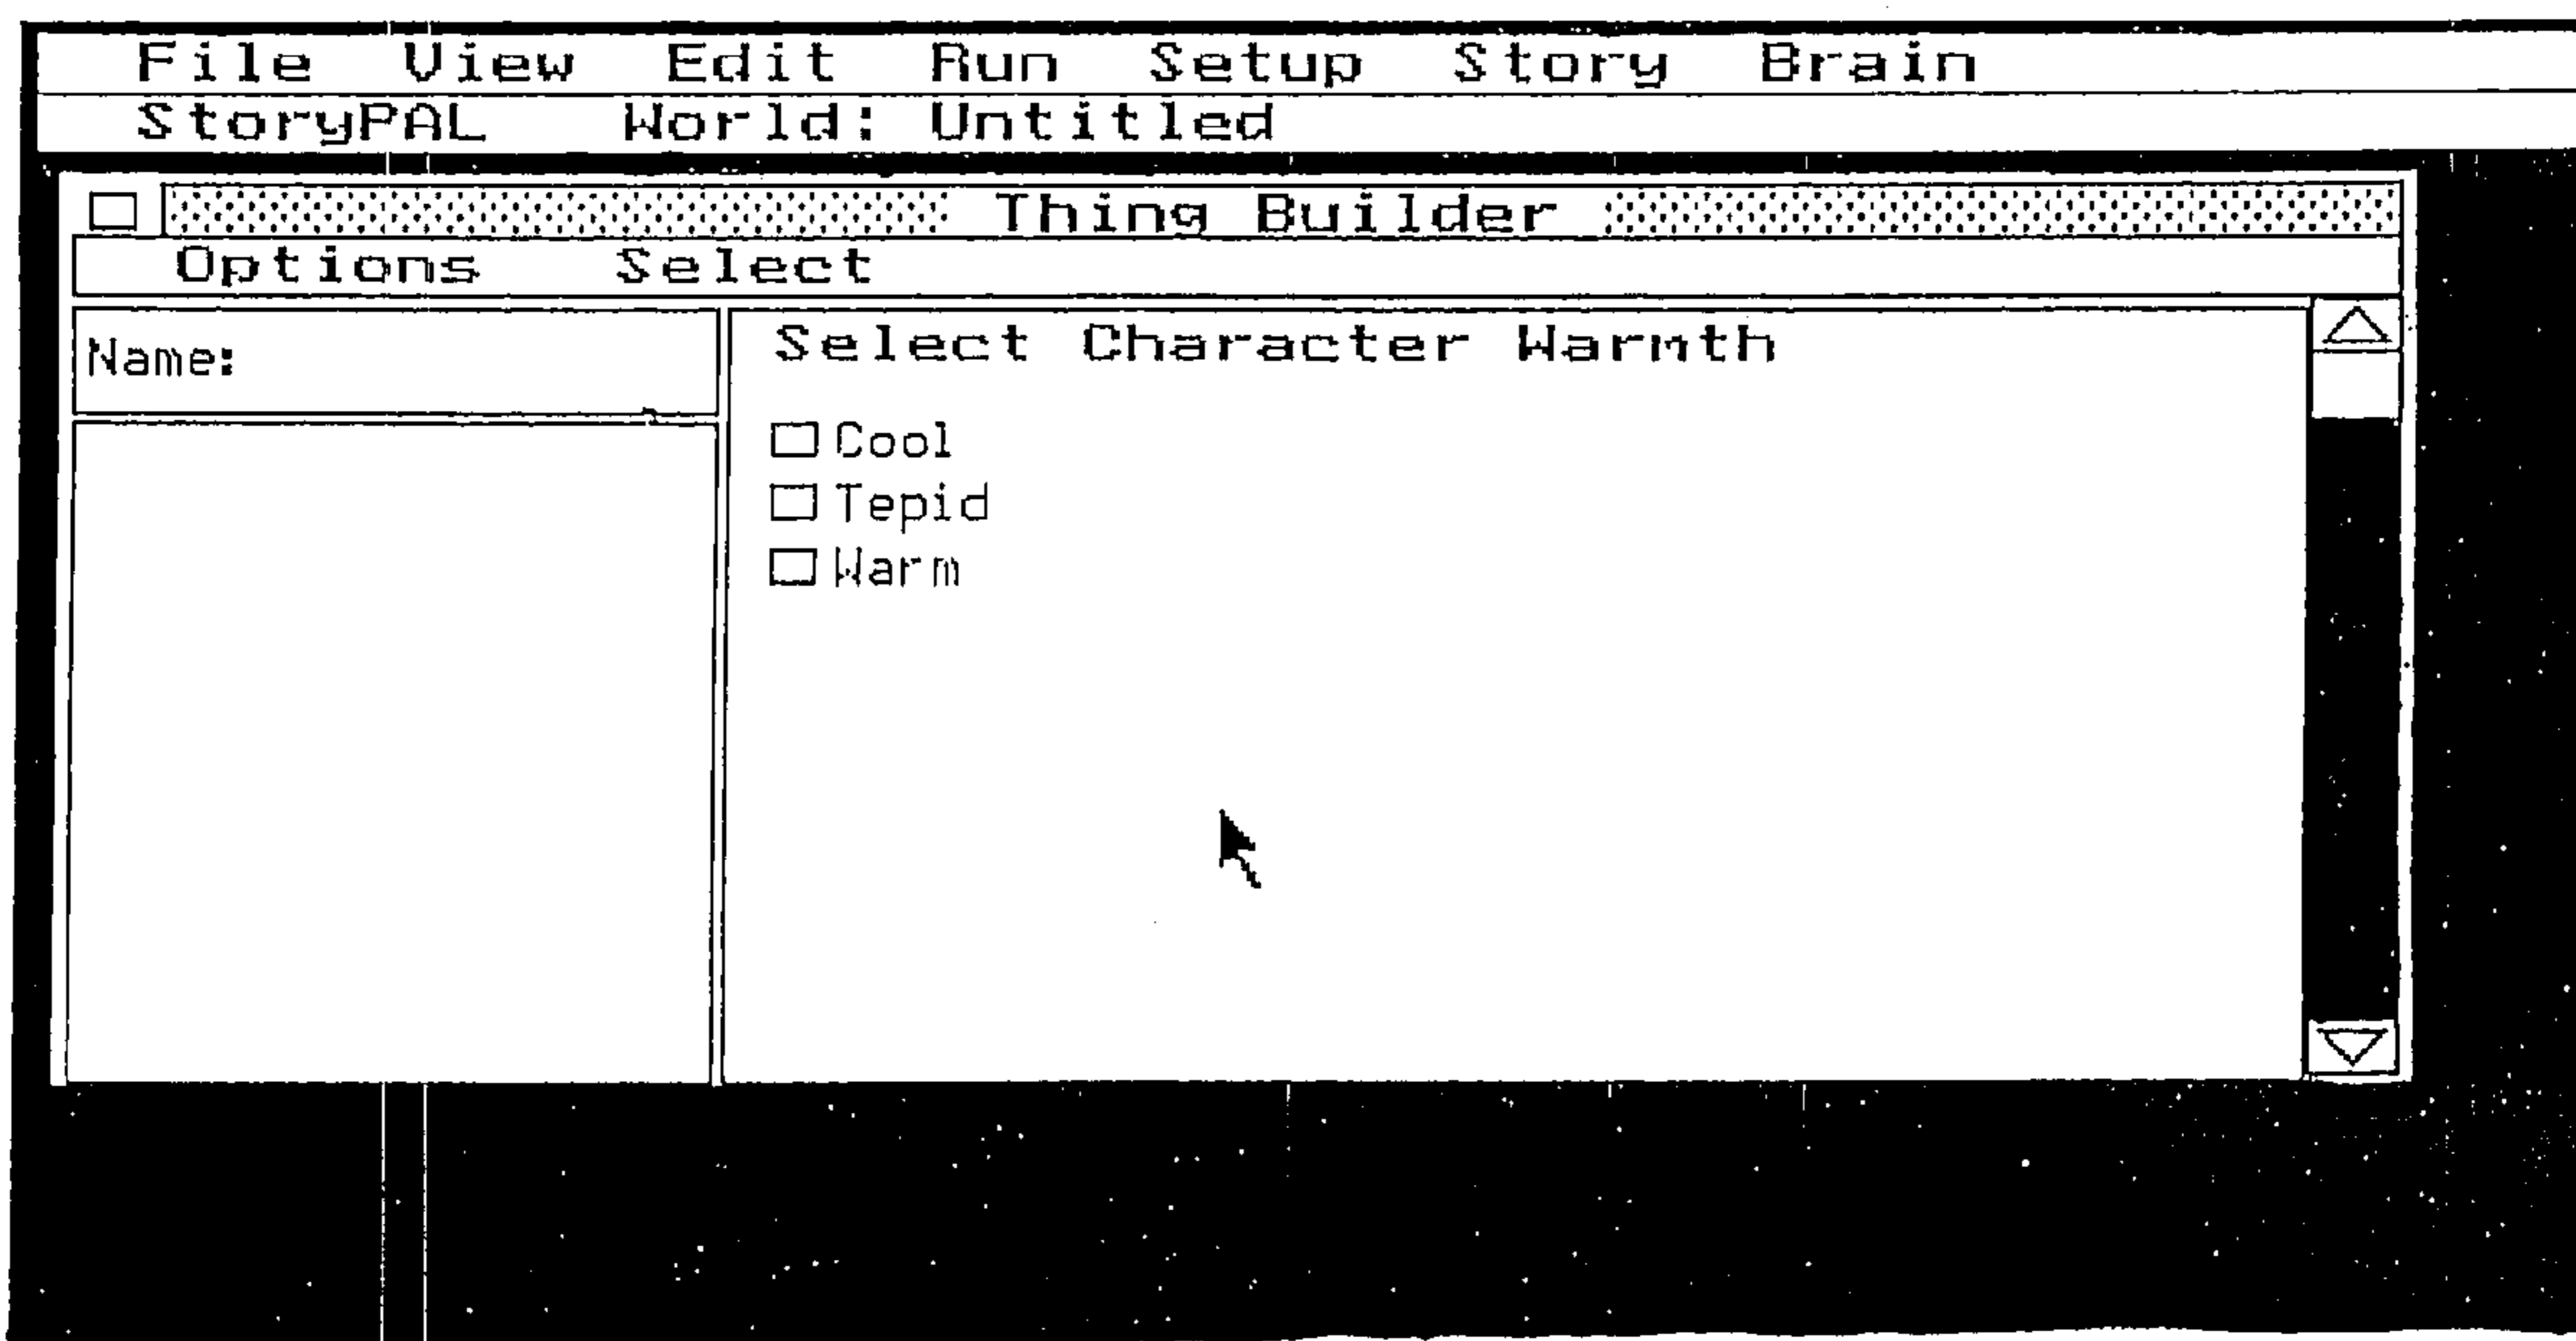 File View Edit Run Setup Story Brain
StoryPAL World: Untitled
Thing Builder
Options Select
Name:
Select Character Warmth
Cool
Tepid
Warm